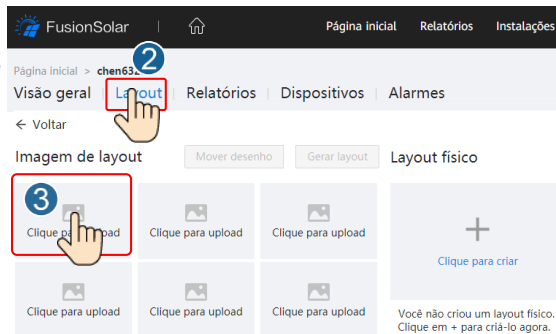 FusionSolar | Página inicial Relatórios Instalações
Página inicial > chen632
2
Visão geral | Layout | Relatórios | Dispositivos | Alarmes
← Voltar
Imagem de layout Mover desenho Gerar layout Layout físico
3
Clique para upload Clique para upload Clique para upload
Clique para criar
Clique para upload Clique para upload Clique para upload
Você não criou um layout físico.
Clique em + para criá-lo agora.